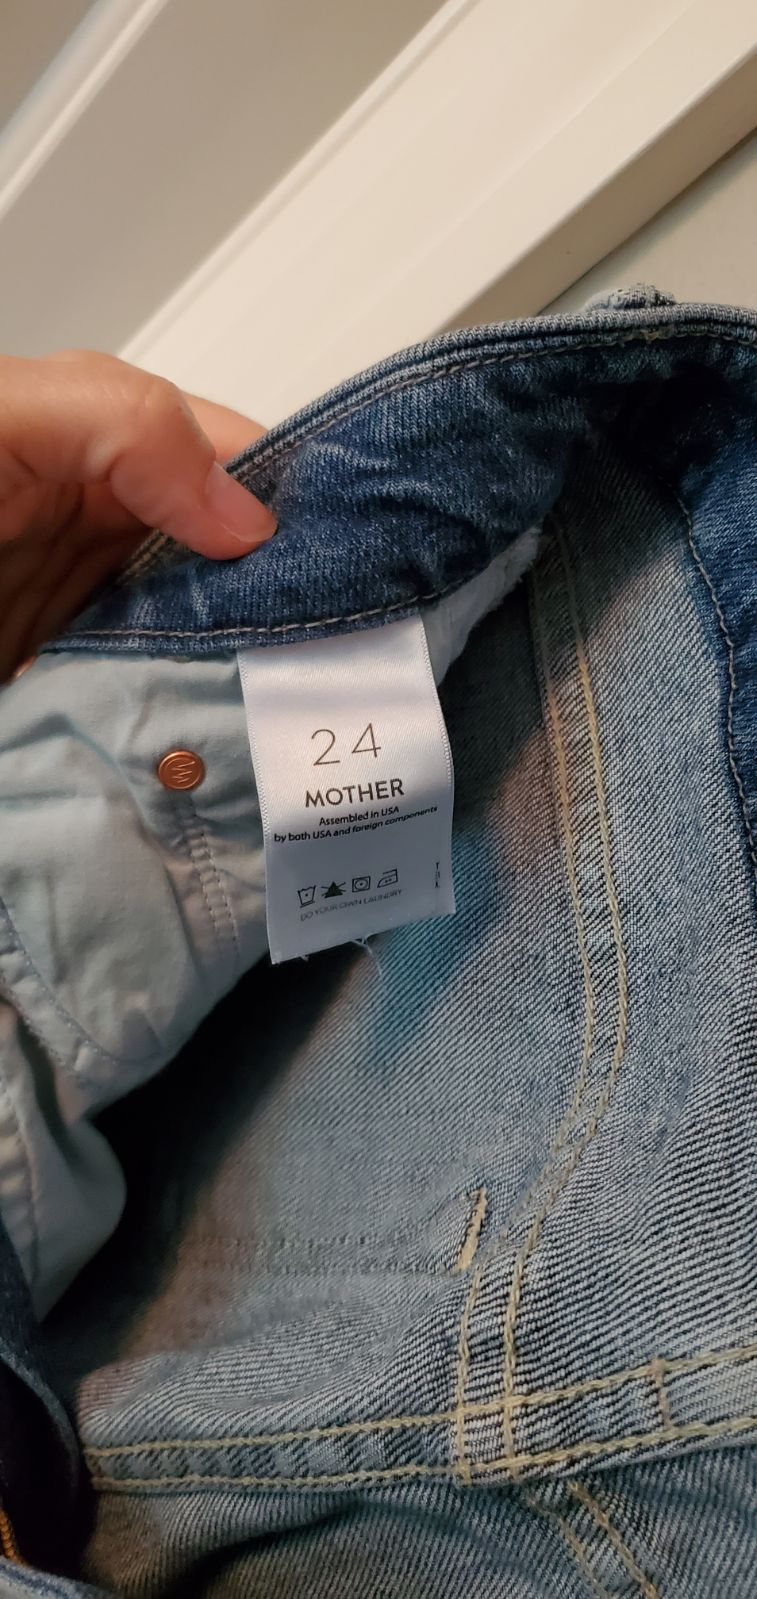 24
MOTHER
Assembled in USA
by both USA and foreign components
DO YOUR OWN LAUNDRY